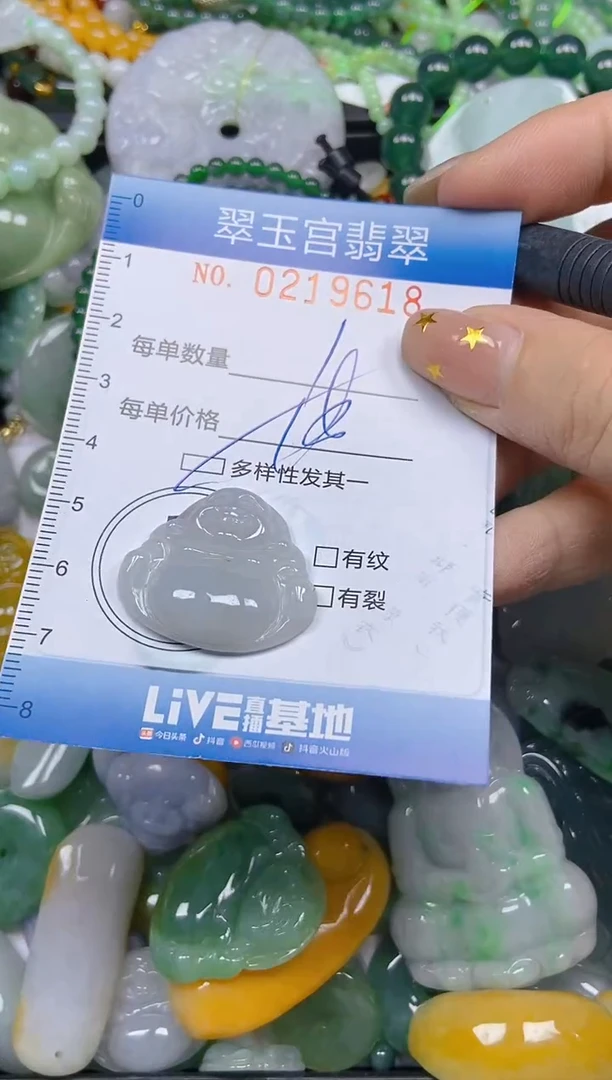 0
翠玉宫翡翠
NO. 0219618
1
2
每单数量
3
每单价格
4
多样性发其一
5
有纹
6
有裂
7
LiVE直播基地
8
今日头条 抖音 西瓜视频 抖音火山版